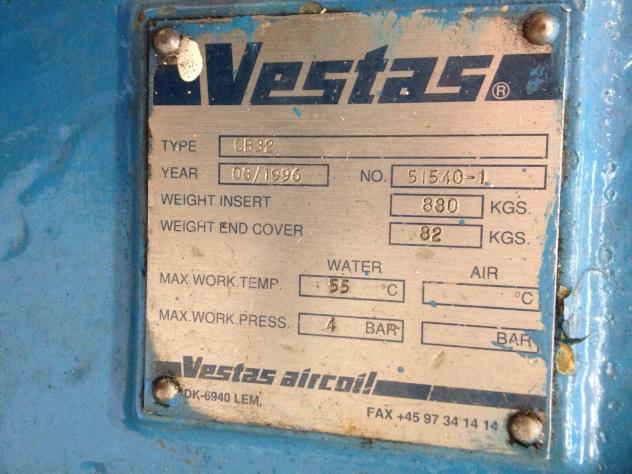 Vestas®
TYPE CB32
YEAR 08/1996 NO. 51540-1
WEIGHT INSERT 880 KGS.
WEIGHT END COVER 82 KGS.
WATER AIR
MAX.WORK.TEMP. 55 °C °C
MAX.WORK.PRESS. 4 BAR BAR
Vestas aircoil
DK-6940 LEM.
FAX +45 97 34 14 14